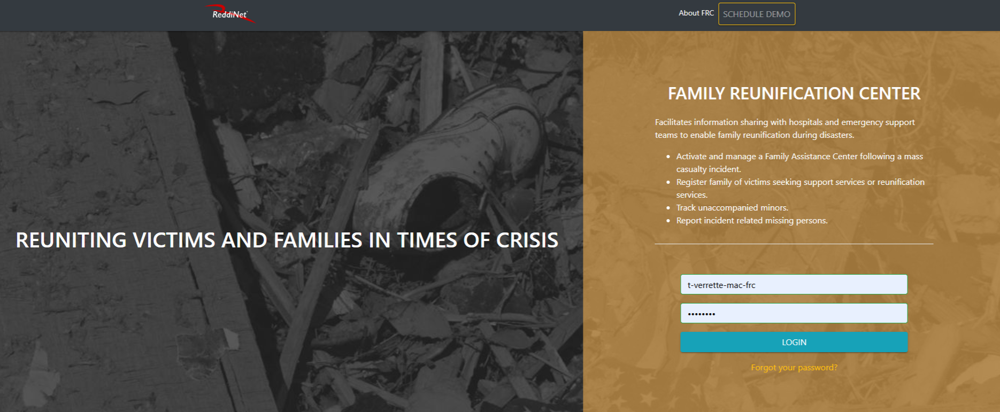 ReddiNet
About FRC
SCHEDULE DEMO
REUNITING VICTIMS AND FAMILIES IN TIMES OF CRISIS
FAMILY REUNIFICATION CENTER
Facilitates information sharing with hospitals and emergency support
teams to enable family reunification during disasters.
• Activate and manage a Family Assistance Center following a mass
casualty incident.
• Register family of victims seeking support services or reunification
services.
• Track unaccompanied minors.
• Report incident related missing persons.
t-verrette-mac-frc
••••••••
LOGIN
Forgot your password?